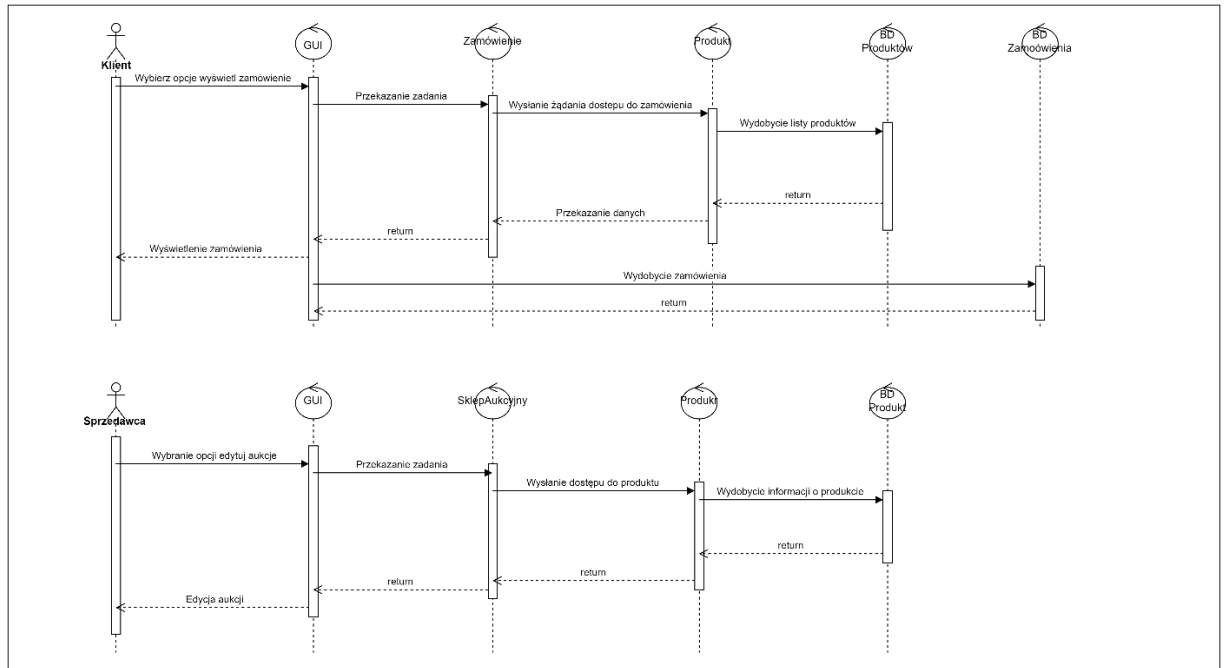 Klient
GUI
Zamówienie
Produkt
BD
Produktów
BD
Zamoówienia
Wybierz opcje wyświetl zamówienie
Przekazanie zadania
Wysłanie żądania dostepu do zamówienia
Wydobycie listy produktów
return
Przekazanie danych
return
Wyświetlenie zamówienia
Wydobycie zamówienia
return
Sprzedawca
GUI
SklepAukcyjny
Produkt
BD
Produkt
Wybranie opcji edytuj aukcje
Przekazanie zadania
Wysłanie dostępu do produktu
Wydobycie informacji o produkcie
return
return
return
Edycja aukcji